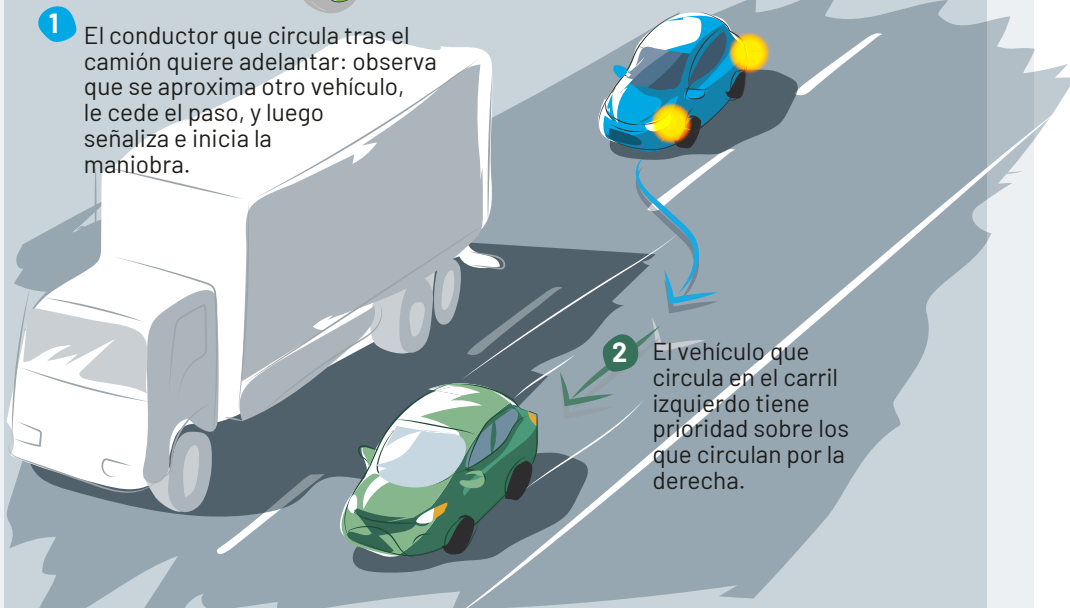 1
El conductor que circula tras el
camión quiere adelantar: observa
que se aproxima otro vehículo,
le cede el paso, y luego
señaliza e inicia la
maniobra.
2
El vehículo que
circula en el carril
izquierdo tiene
prioridad sobre los
que circulan por la
derecha.